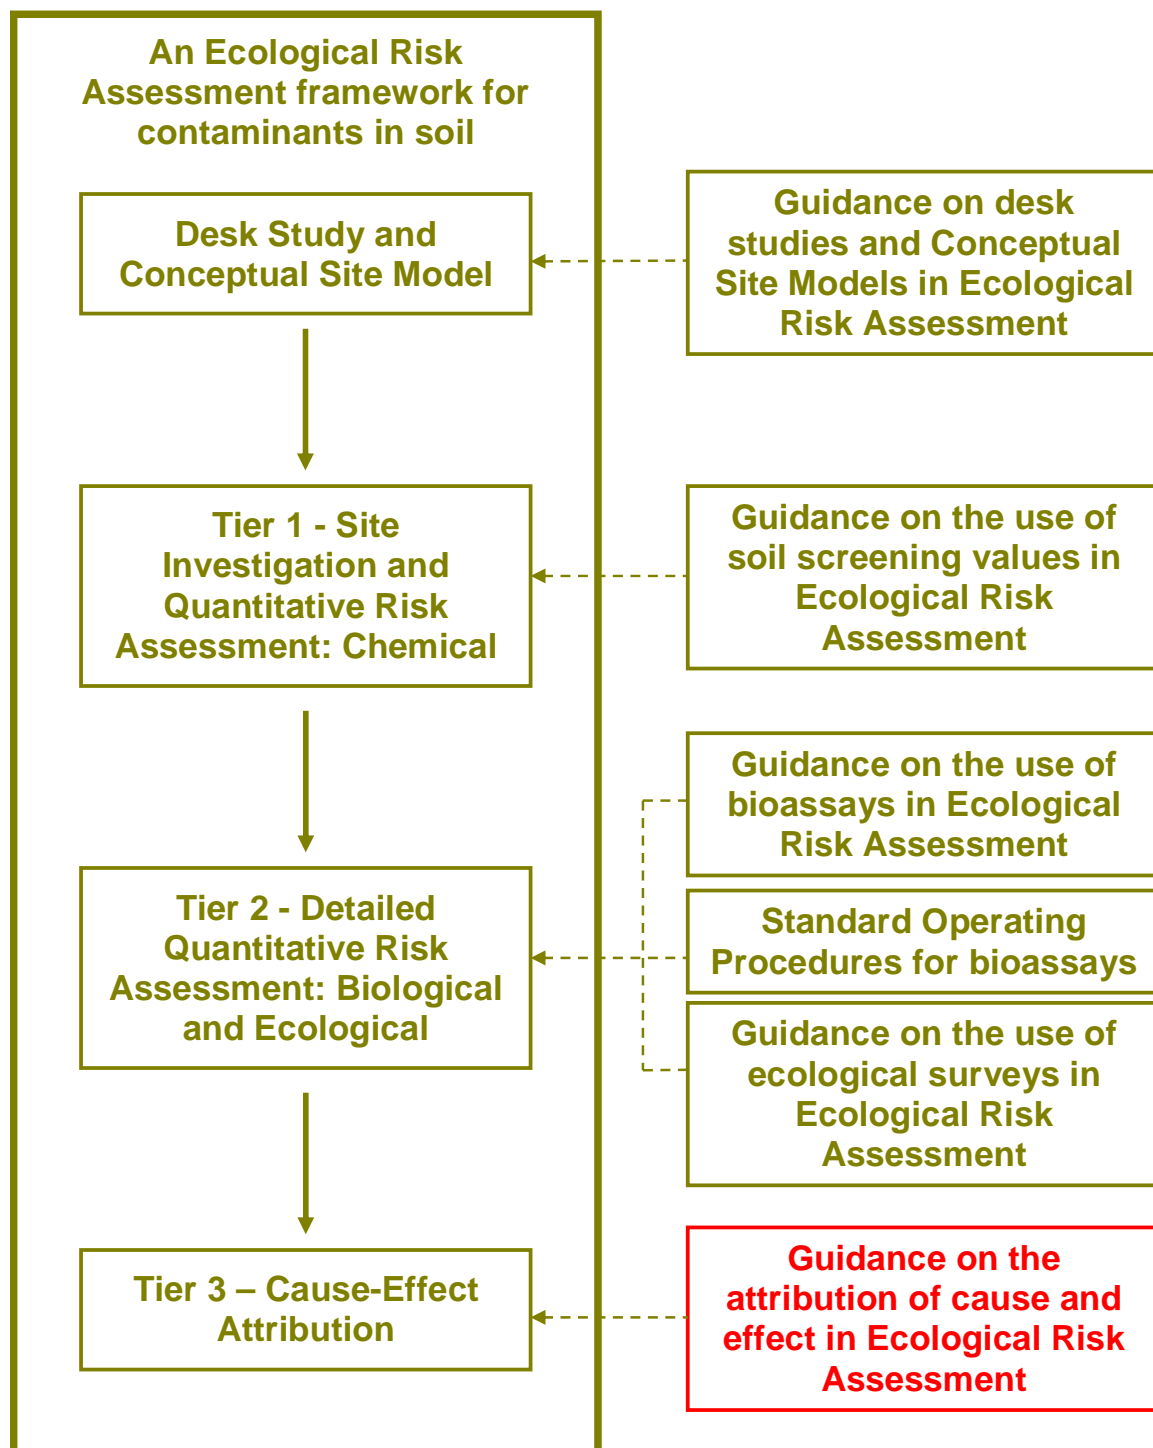 An Ecological Risk
Assessment framework for
contaminants in soil
Desk Study and
Conceptual Site Model
Guidance on desk
studies and Conceptual
Site Models in Ecological
Risk Assessment
Tier 1 - Site
Investigation and
Quantitative Risk
Assessment: Chemical
Guidance on the use of
soil screening values in
Ecological Risk
Assessment
Guidance on the use of
bioassays in Ecological
Risk Assessment
Tier 2 - Detailed
Quantitative Risk
Assessment: Biological
and Ecological
Standard Operating
Procedures for bioassays
Guidance on the use of
ecological surveys in
Ecological Risk
Assessment
Tier 3 – Cause-Effect
Attribution
Guidance on the
attribution of cause and
effect in Ecological Risk
Assessment